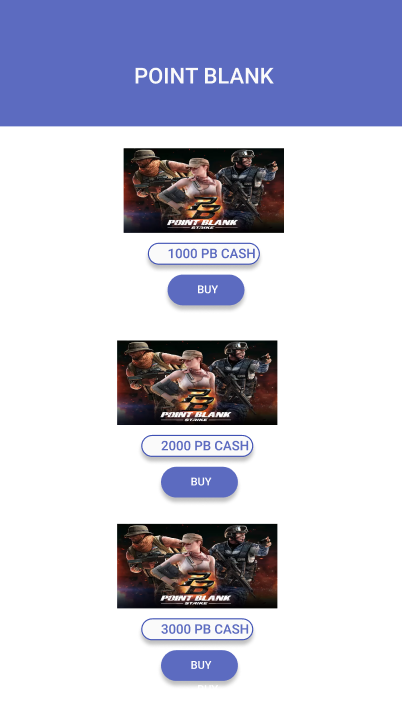 POINT BLANK
POINT BLANK
STRIKE
1000 PB CASH
BUY
POINT BLANK
STRIKE
2000 PB CASH
BUY
POINT BLANK
STRIKE
3000 PB CASH
BUY